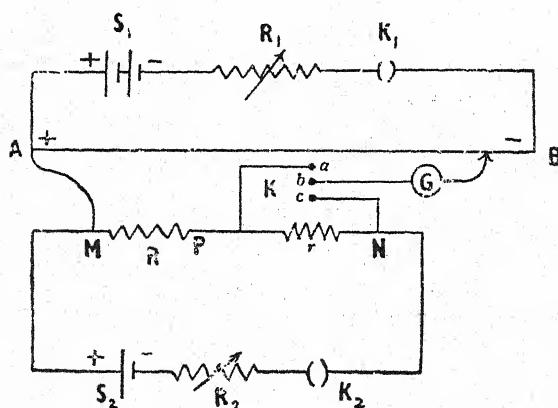 S₁ R₁ K₁
+ -
A + - B
a
K b G
c
M R P r N
+ -
S₂ R₂ K₂